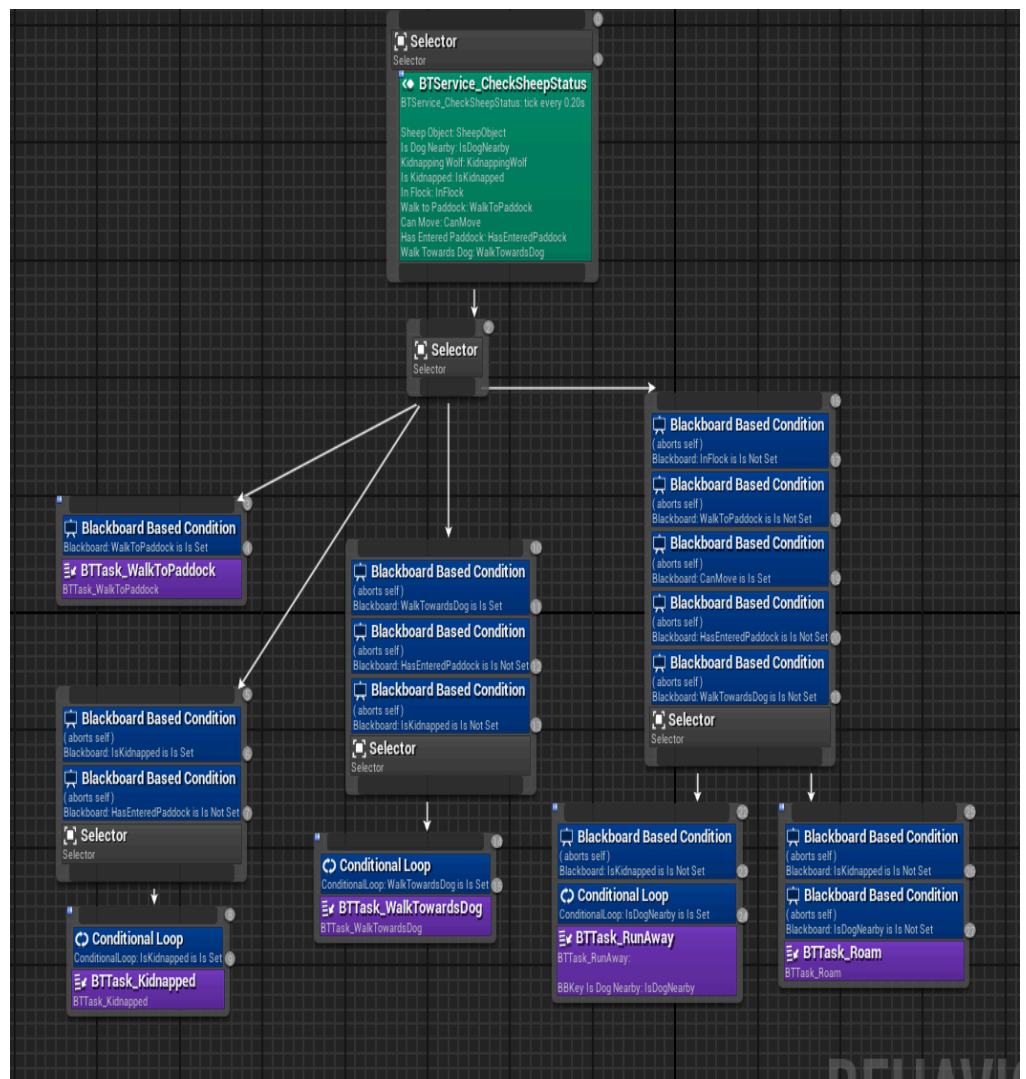 Selector
Selector
BTService_CheckSheepStatus
BTService_CheckSheepStatus: tick every 0.20s
Sheep Object: SheepObject
Is Dog Nearby: IsDogNearby
Kidnapping Wolf: KidnappingWolf
Is Kidnapped: IsKidnapped
In Flock: InFlock
Walk to Paddock: WalkToPaddock
Can Move: CanMove
Has Entered Paddock: HasEnteredPaddock
Walk Towards Dog: WalkTowardsDog
Selector
Selector
Blackboard Based Condition
Blackboard: WalkToPaddock is Is Set
BTTask_WalkToPaddock
BTTask_WalkToPaddock
Blackboard Based Condition
( aborts self )
Blackboard: IsKidnapped is Is Set
Blackboard Based Condition
( aborts self )
Blackboard: HasEnteredPaddock is Is Not Set
Selector
Selector
Conditional Loop
ConditionalLoop: IsKidnapped is Is Set
BTTask_Kidnapped
BTTask_Kidnapped
Blackboard Based Condition
( aborts self )
Blackboard: WalkTowardsDog is Is Set
Blackboard Based Condition
( aborts self )
Blackboard: HasEnteredPaddock is Is Not Set
Blackboard Based Condition
( aborts self )
Blackboard: IsKidnapped is Is Not Set
Selector
Selector
Conditional Loop
ConditionalLoop: WalkTowardsDog is Is Set
BTTask_WalkTowardsDog
BTTask_WalkTowardsDog
Blackboard Based Condition
( aborts self )
Blackboard: InFlock is Is Not Set
Blackboard Based Condition
( aborts self )
Blackboard: WalkToPaddock is Is Not Set
Blackboard Based Condition
( aborts self )
Blackboard: CanMove is Is Set
Blackboard Based Condition
( aborts self )
Blackboard: HasEnteredPaddock is Is Not Set
Blackboard Based Condition
( aborts self )
Blackboard: WalkTowardsDog is Is Not Set
Selector
Selector
Blackboard Based Condition
( aborts self )
Blackboard: IsKidnapped is Is Not Set
Conditional Loop
ConditionalLoop: IsDogNearby is Is Set
BTTask_RunAway
BTTask_RunAway:
BBKey Is Dog Nearby: IsDogNearby
Blackboard Based Condition
( aborts self )
Blackboard: IsKidnapped is Is Not Set
Blackboard Based Condition
( aborts self )
Blackboard: IsDogNearby is Is Not Set
BTTask_Roam
BTTask_Roam